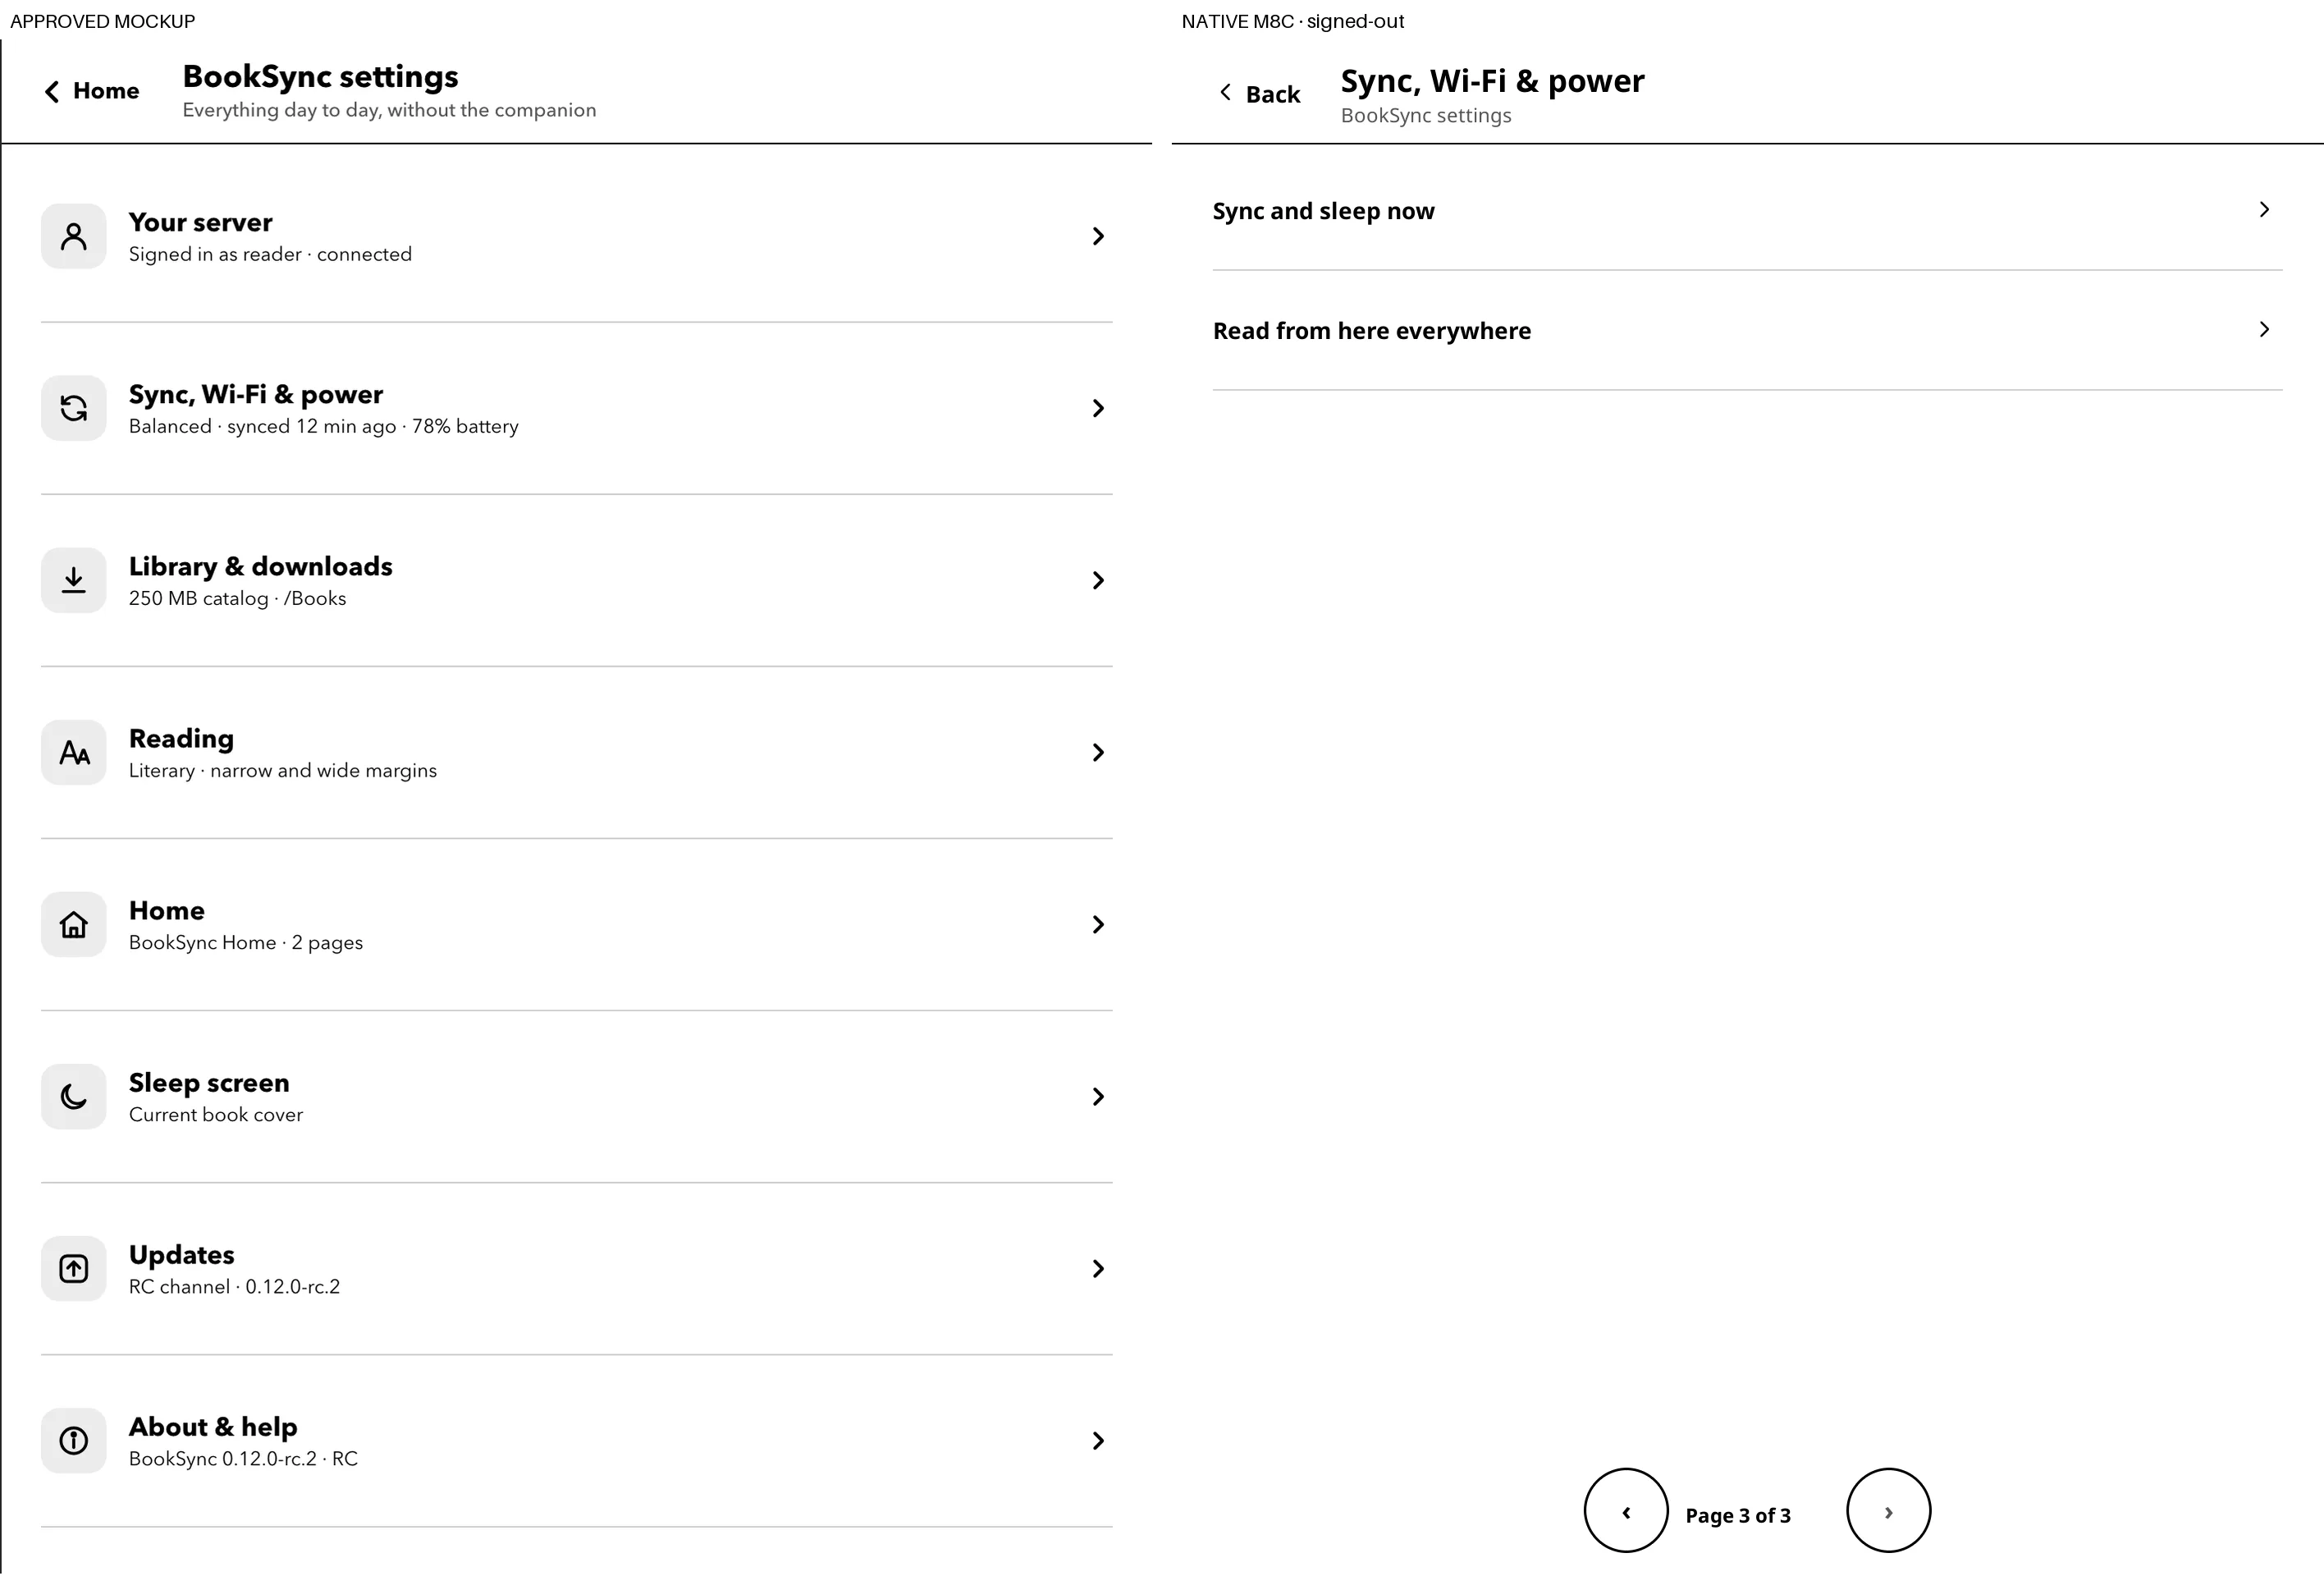 APPROVED MOCKUP
Home
BookSync settings
Everything day to day, without the companion
Your server
Signed in as reader · connected
Sync, Wi-Fi & power
Balanced · synced 12 min ago · 78% battery
Library & downloads
250 MB catalog · /Books
Reading
Literary · narrow and wide margins
Home
BookSync Home · 2 pages
Sleep screen
Current book cover
Updates
RC channel · 0.12.0-rc.2
About & help
BookSync 0.12.0-rc.2 · RC
NATIVE M8C · signed-out
Back
Sync, Wi-Fi & power
BookSync settings
Sync and sleep now
Read from here everywhere
Page 3 of 3